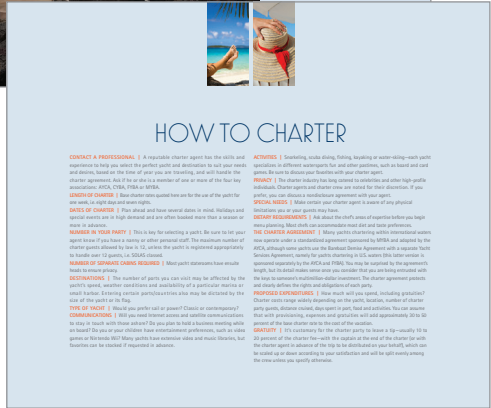 HOW TO CHARTER
CONTACT A PROFESSIONAL | A reputable charter agent has the skills and
experience to help you select the perfect yacht and destination to suit your needs
and desires, based on the time of year you are traveling, and will handle the
charter agreement. Ask if he or she is a member of one or more of the four key
associations: AYCA, CYBA, FYBA or MYBA.
LENGTH OF CHARTER | Base charter rates quoted here are for the use of the yacht for
one week, i.e. eight days and seven nights.
DATES OF CHARTER | Plan ahead and have several dates in mind. Holidays and
special events are in high demand and are often booked more than a season or
more in advance.
NUMBER IN YOUR PARTY | This is key for selecting a yacht. Be sure to let your
agent know if you have a nanny or other personal staff. The maximum number of
charter guests allowed by law is 12, unless the yacht is registered appropriately
to handle over 12 guests, i.e. SOLAS classed.
NUMBER OF SEPARATE CABINS REQUIRED | Most yacht staterooms have ensuite
heads to ensure privacy.
DESTINATIONS | The number of ports you can visit may be affected by the
yacht's speed, weather conditions and availability of a particular marina or
small harbor. Entering certain ports/countries also may be dictated by the
size of the yacht or its flag.
TYPE OF YACHT | Would you prefer sail or power? Classic or contemporary?
COMMUNICATIONS | Will you need Internet access and satellite communications
to stay in touch with those ashore? Do you plan to hold a business meeting while
on board? Do you or your children have entertainment preferences, such as video
games or Nintendo Wii? Many yachts have extensive video and music libraries, but
favorites can be stocked if requested in advance.
ACTIVITIES | Snorkeling, scuba diving, fishing, kayaking or water-skiing—each yacht
specializes in different watersports fun and other pastimes, such as board and card
games. Be sure to discuss your favorites with your charter agent.
PRIVACY | The charter industry has long catered to celebrities and other high-profile
individuals. Charter agents and charter crew are noted for their discretion. If you
prefer, you can discuss a nondisclosure agreement with your agent.
SPECIAL NEEDS | Make certain your charter agent is aware of any physical
limitations you or your guests may have.
DIETARY REQUIREMENTS | Ask about the chef's areas of expertise before you begin
menu planning. Most chefs can accommodate most diet and taste preferences.
THE CHARTER AGREEMENT | Many yachts chartering within international waters
now operate under a standardized agreement sponsored by MYBA and adopted by the
AYCA, although some yachts use the Bareboat Service Agreement with a separate Yacht
Services Agreement, namely for yachts chartering in U.S. waters (this latter version is
sponsored separately by the AYCA and FYBA). You may be surprised by the agreement's
length, but its detail makes sense once you consider that you are being entrusted with
the keys to someone's multimillion-dollar investment. The charter agreement protects
and clearly defines the rights and obligations of each party.
PROPOSED EXPENDITURES | How much will you spend, including gratuities?
Charter costs range widely depending on the yacht, location, number of charter
party guests, distance cruised, days spent in port, food and activities. You can assume
that with provisioning, expenses and gratuities will add approximately 30 to 50
percent of the base charter rate to the cost of the vacation.
GRATUITY | It's customary for the charter party to leave a tip—usually 10 to
20 percent of the charter fee—with the captain at the end of the charter (or with
the charter agent in advance of the trip to be distributed on your behalf), which can
be scaled up or down according to your satisfaction and will be split evenly among
the crew unless you specify otherwise.